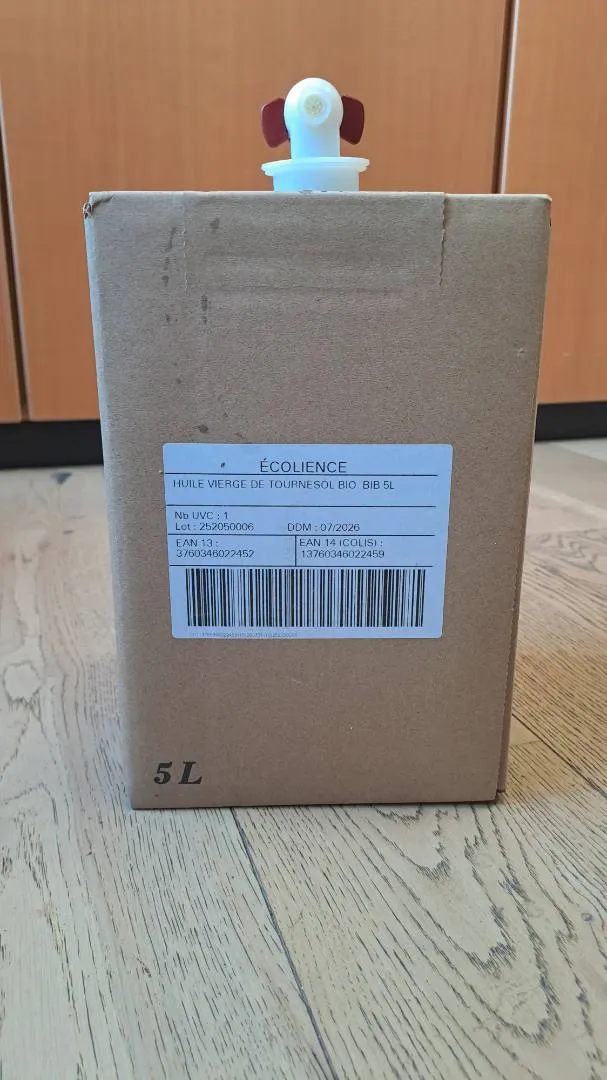 ÉCOLIENCE
HUILE VIERGE DE TOURNESOL BIO BIB 5L
Nb UVC : 1
Lot : 252050006 DDM : 07/2026
EAN 13 : EAN 14 (COLIS) :
3760346022452 13760346022459
5 L